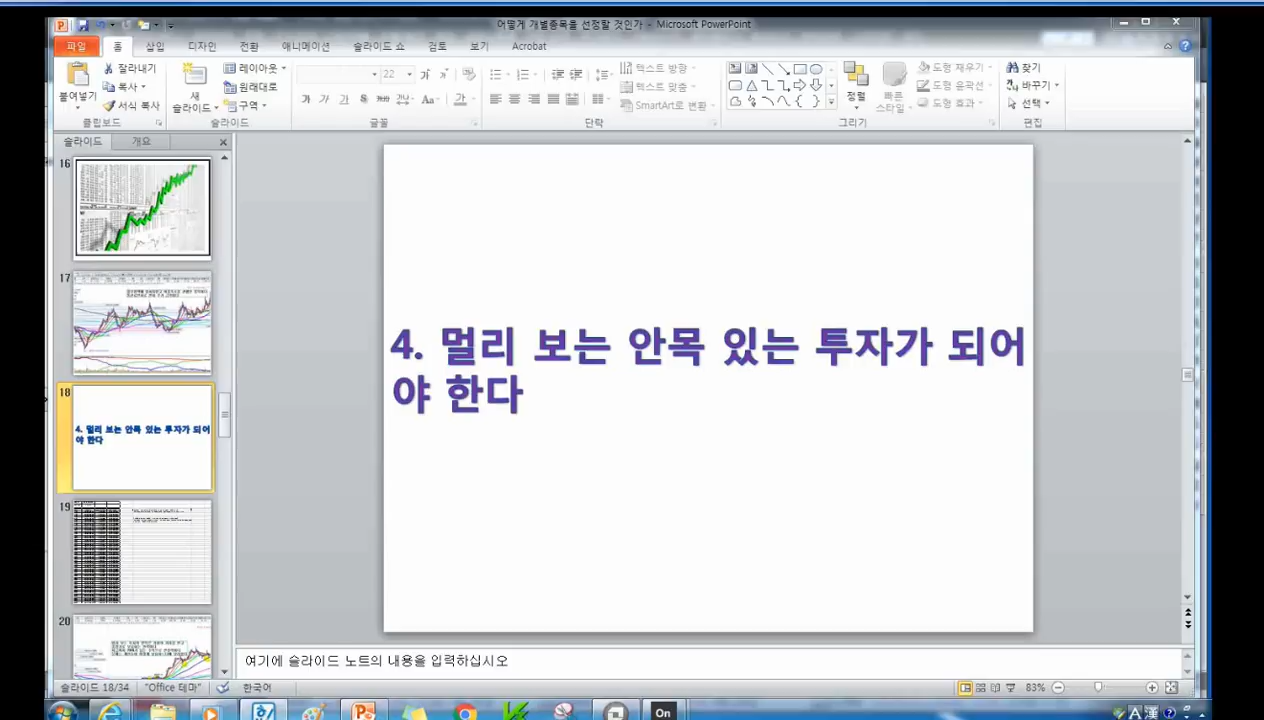 어떻게 개별종목을 선정할 것인가 - Microsoft PowerPoint
파일 홈 삽입 디자인 전환 애니메이션 슬라이드 쇼 검토 보기 Acrobat
잘라내기
복사
서식 복사
붙여넣기
클립보드
새
슬라이드
레이아웃
원래대로
구역
슬라이드
22
글꼴
텍스트 방향
텍스트 맞춤
SmartArt로 변환
단락
정렬
빠른
스타일
도형 채우기
도형 윤곽선
도형 효과
그리기
찾기
바꾸기
선택
편집
슬라이드 개요
16
17
18
4. 멀리 보는 안목 있는 투자가 되어
야 한다
19
20
4. 멀리 보는 안목 있는 투자가 되어
야 한다
여기에 슬라이드 노트의 내용을 입력하십시오
슬라이드 18/34 "Office 테마" 한국어 83%
On
A 漢